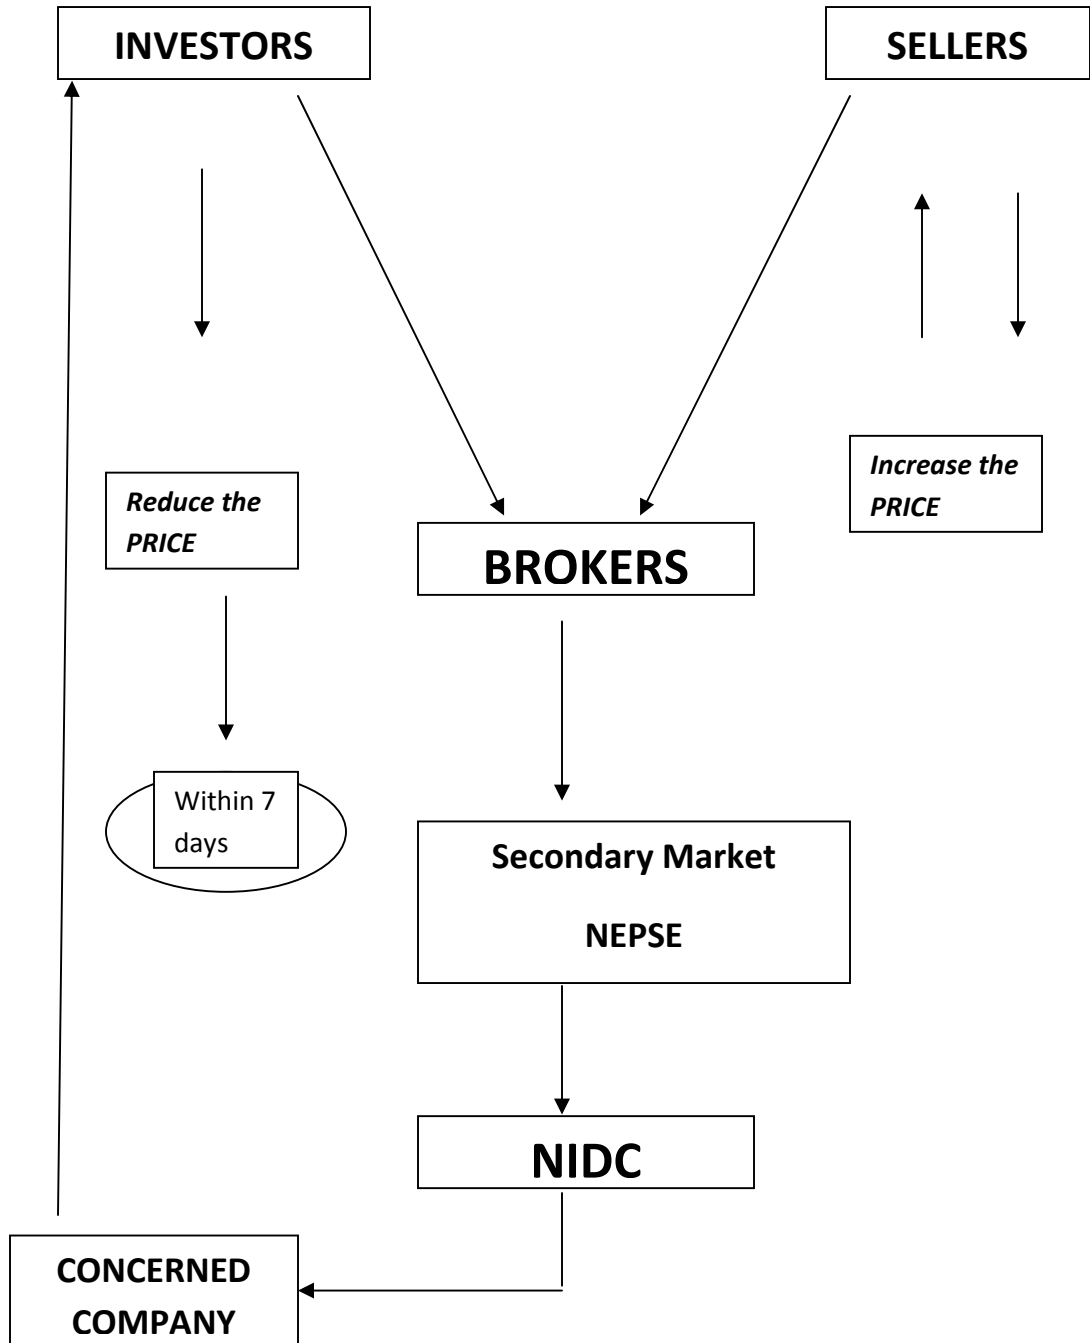 INVESTORS
SELLERS
Increase the
PRICE
Reduce the
PRICE
BROKERS
Within 7
days
Secondary Market
NEPSE
NIDC
CONCERNED
COMPANY